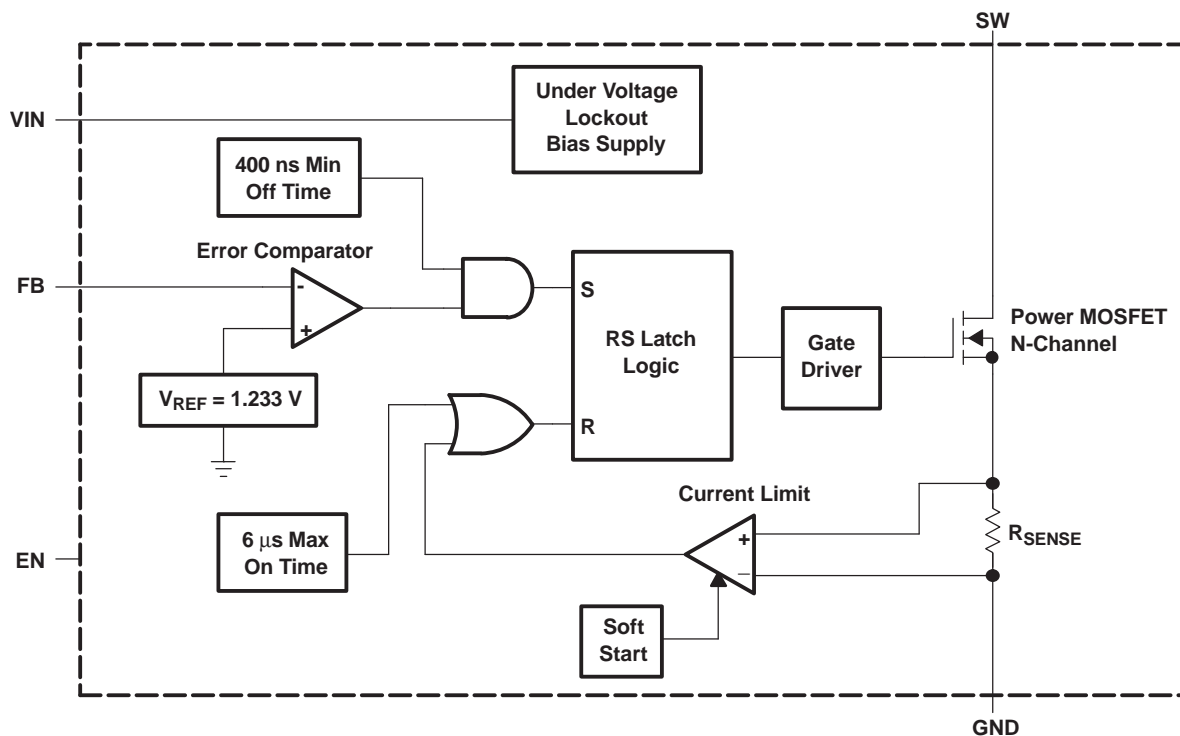 SW
Under Voltage
Lockout
Bias Supply
VIN
400 ns Min
Off Time
Error Comparator
FB
-
+
S
RS Latch
Logic
R
Gate
Driver
Power MOSFET
N-Channel
VREF = 1.233 V
Current Limit
6 μs Max
On Time
EN
+
−
RSENSE
Soft
Start
GND